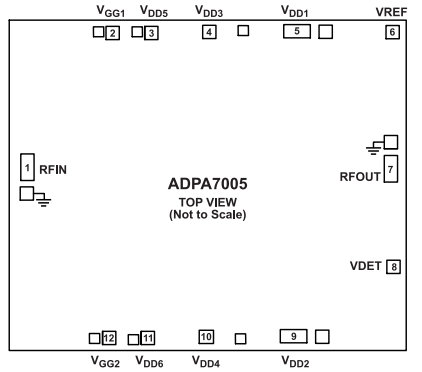 VGG1 VDD5 VDD3 VDD1 VREF
2 3 4 5 6
1 RFIN
RFOUT 7
ADPA7005
TOP VIEW
(Not to Scale)
VDET 8
12 11 10 9
VGG2 VDD6 VDD4 VDD2